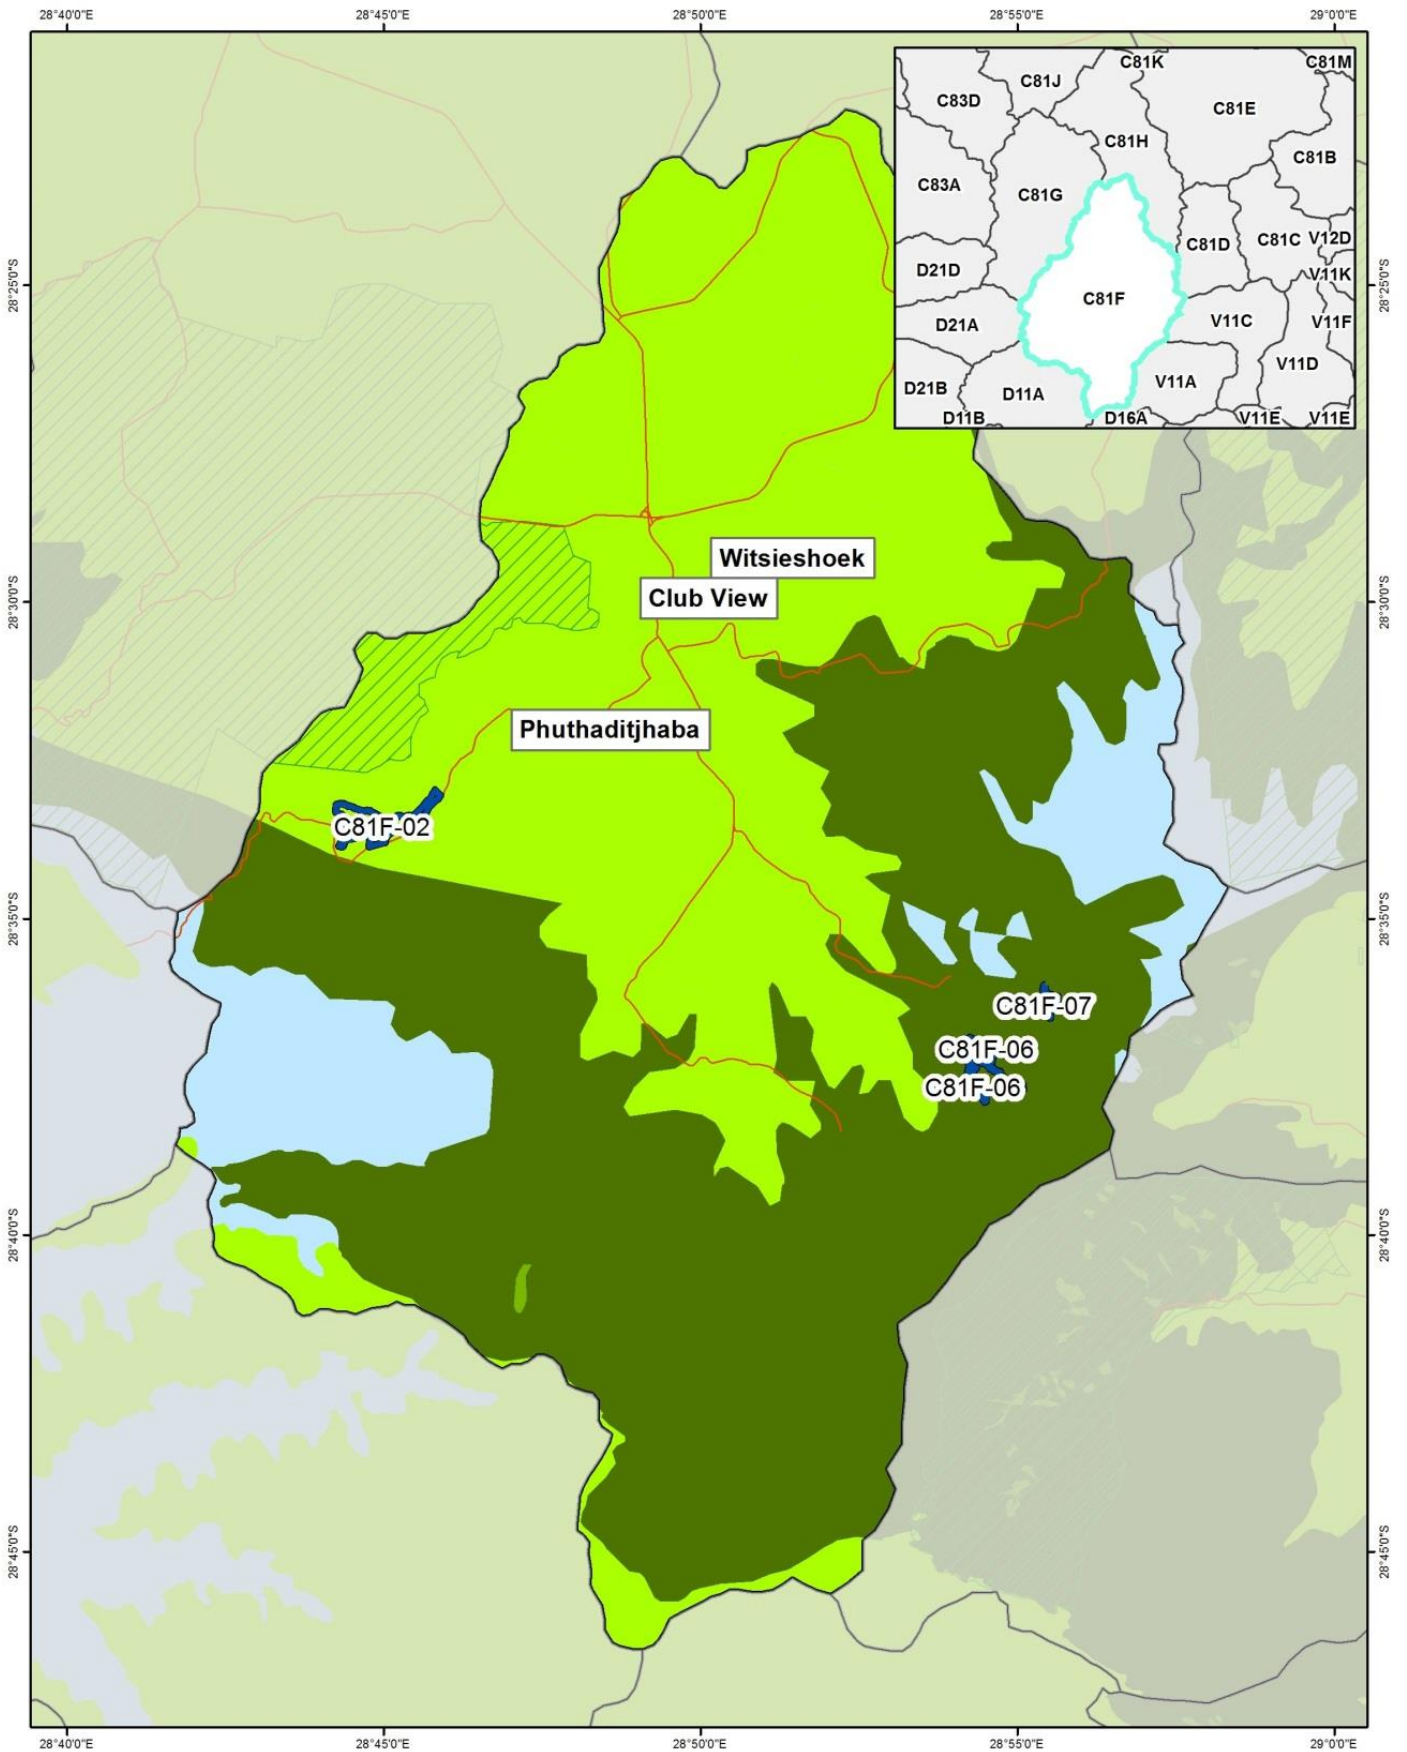 28°40'0"E
28°45'0"E
28°50'0"E
28°55'0"E
29°0'0"E
C81K
C81M
C81J
C83D
C81E
C81H
C81B
C83A
C81G
C81D
C81C
V12D
D21D
V11K
C81F
D21A
V11C
V11F
V11D
D21B
D11A
V11A
D11B
D16A
V11E
V11E
28°25'0"S
28°25'0"S
Witsieshoek
Club View
28°30'0"S
28°30'0"S
Phuthaditjhaba
C81F-02
28°35'0"S
28°35'0"S
C81F-07
C81F-06
C81F-06
28°40'0"S
28°40'0"S
28°45'0"S
28°45'0"S
28°40'0"E
28°45'0"E
28°50'0"E
28°55'0"E
29°0'0"E